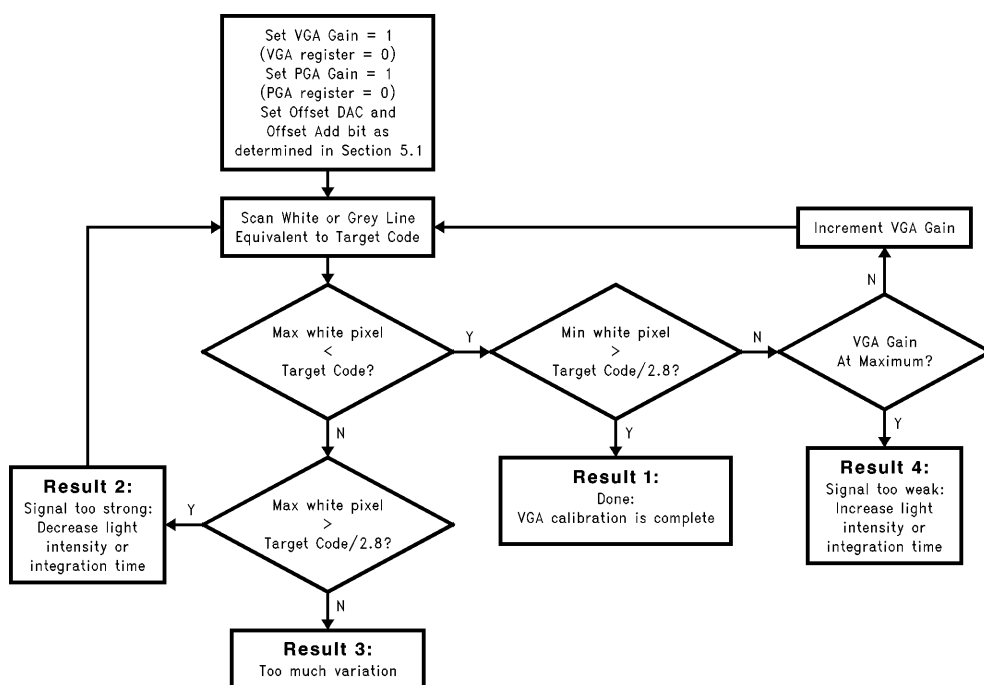 Set VGA Gain = 1
(VGA register = 0)
Set PGA Gain = 1
(PGA register = 0)
Set Offset DAC and
Offset Add bit as
determined in Section 5.1
Scan White or Grey Line
Equivalent to Target Code
Increment VGA Gain
N
Max white pixel
<
Target Code?
Y
Min white pixel
>
Target Code/2.8?
N
VGA Gain
At Maximum?
N
Y
Y
Result 2:
Signal too strong:
Decrease light
intensity or
integration time
Y
Max white pixel
>
Target Code/2.8?
Result 1:
Done:
VGA calibration is complete
Result 4:
Signal too weak:
Increase light
intensity or
integration time
N
Result 3:
Too much variation